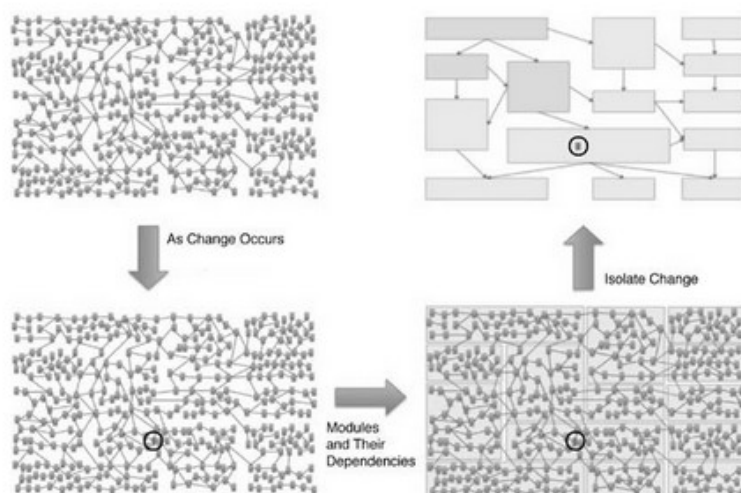 As Change Occurs
Isolate Change
Modules
and Their
Dependencies